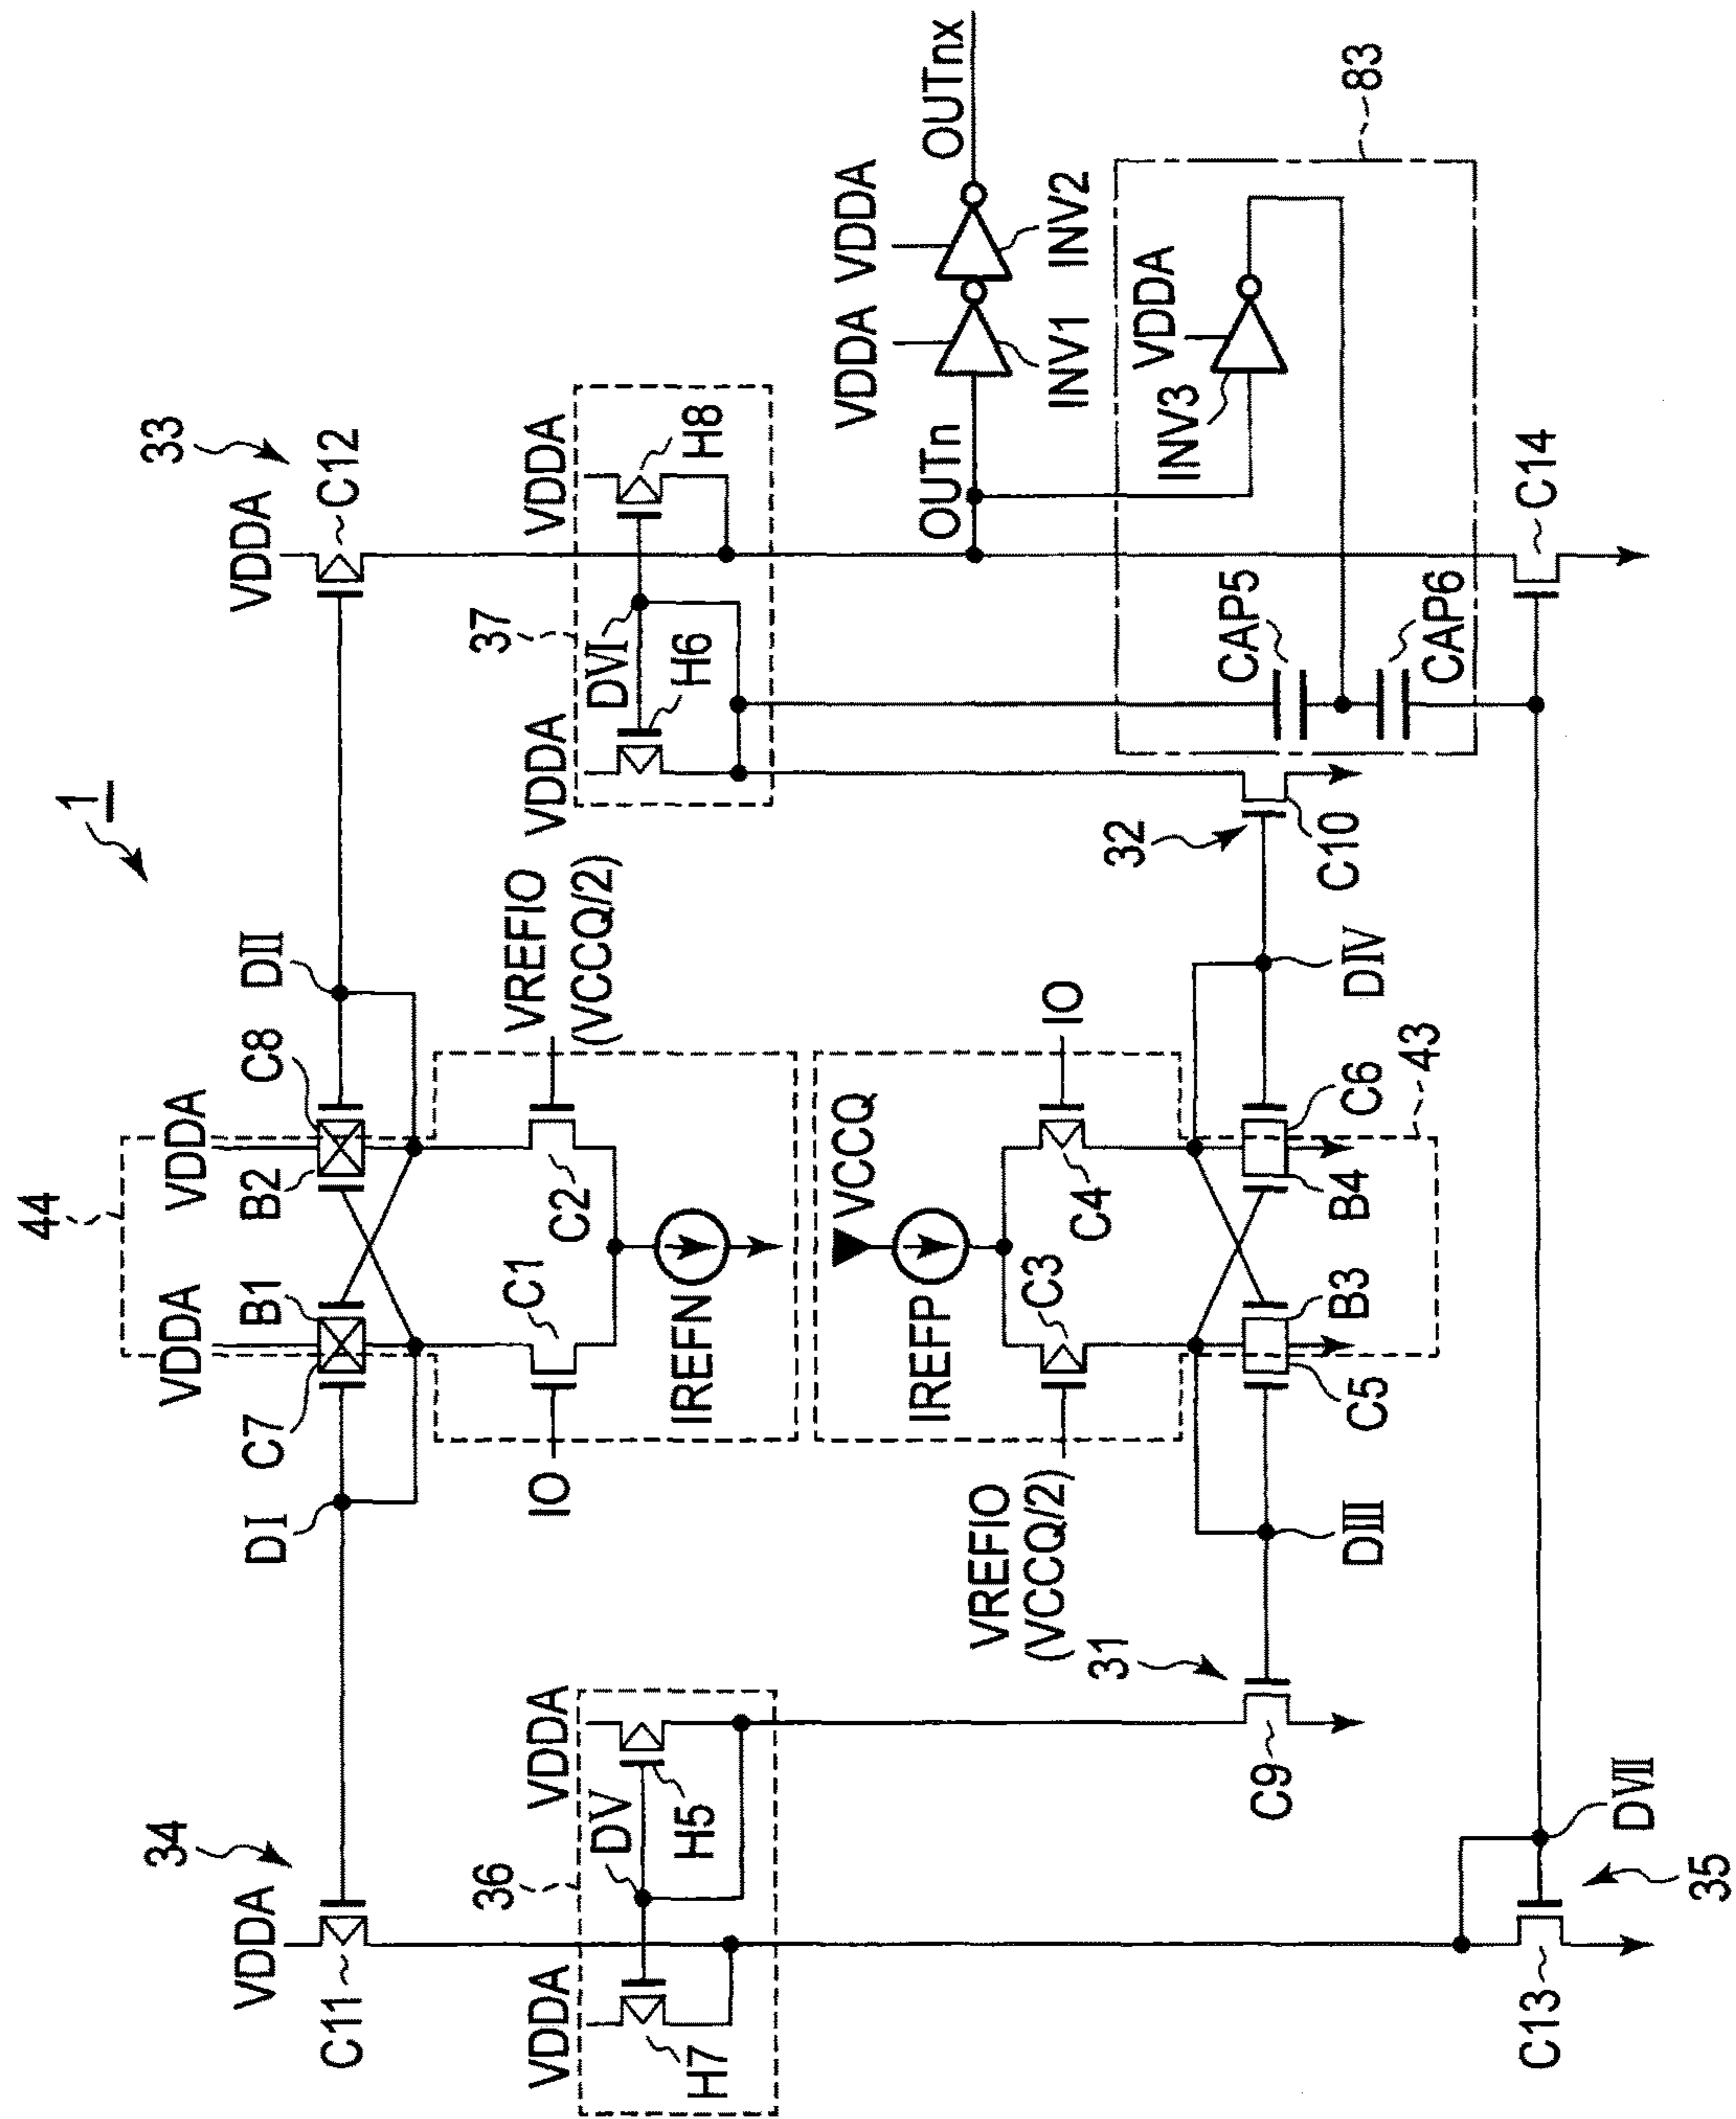 1
44
VDDA
VDDA
34
33
VDDA
C11
DI
C7
B1
B2
C8
DII
VDDA
C12
36
VDDA
H7
DV
H5
VDDA
IO
C1
C2
IREFN
VREFIO
(VCCQ/2)
37
VDDA
DVI
H6
VDDA
H8
VDDA
VDDA
OUTn
INV1
INV2
OUTnx
VCCQ
IREFP
C3
C4
VREFIO
(VCCQ/2)
IO
31
C9
DIII
C5
B3
B4
C6
43
DIV
32
C10
83
VDDA
INV3
CAP5
CAP6
C13
35
DVII
C14